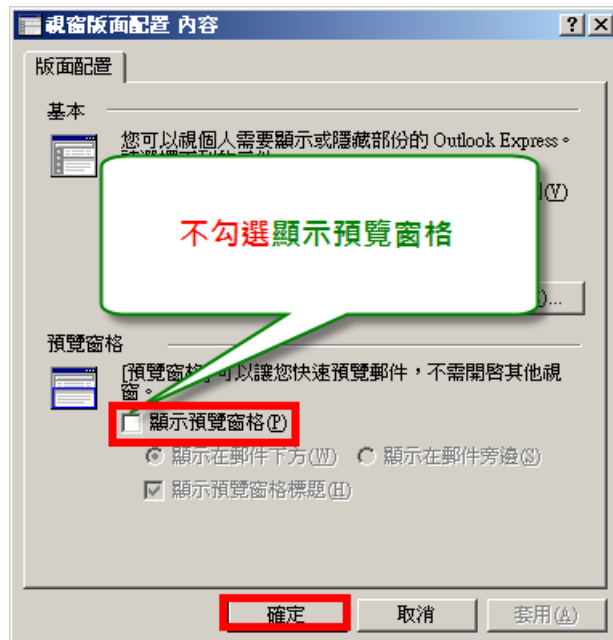 視窗版面配置 內容
版面配置
基本
您可以視個人需要顯示或隱藏部份的 Outlook Express。
(V)
不勾選顯示預覽窗格
)...
預覽窗格
[預覽窗格] 可以讓您快速預覽郵件，不需開啓其他視
窗。
顯示預覽窗格(P)
顯示在郵件下方(W) 顯示在郵件旁邊(S)
顯示預覽窗格標題(H)
確定 取消 套用(A)